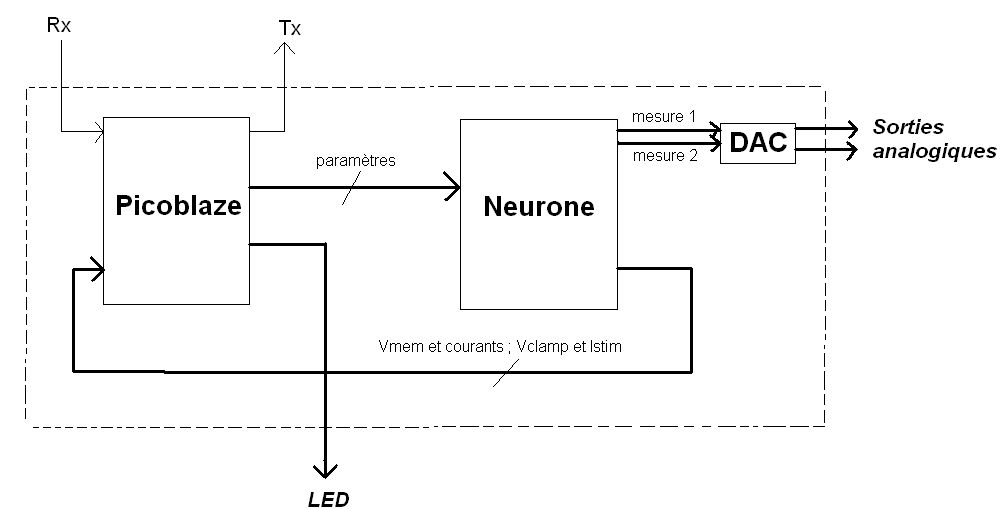 Rx
Tx
mesure 1
DAC
Sorties
analogiques
mesure 2
paramètres
Picoblaze
Neurone
Vmem et courants ; Vclamp et Istim
LED